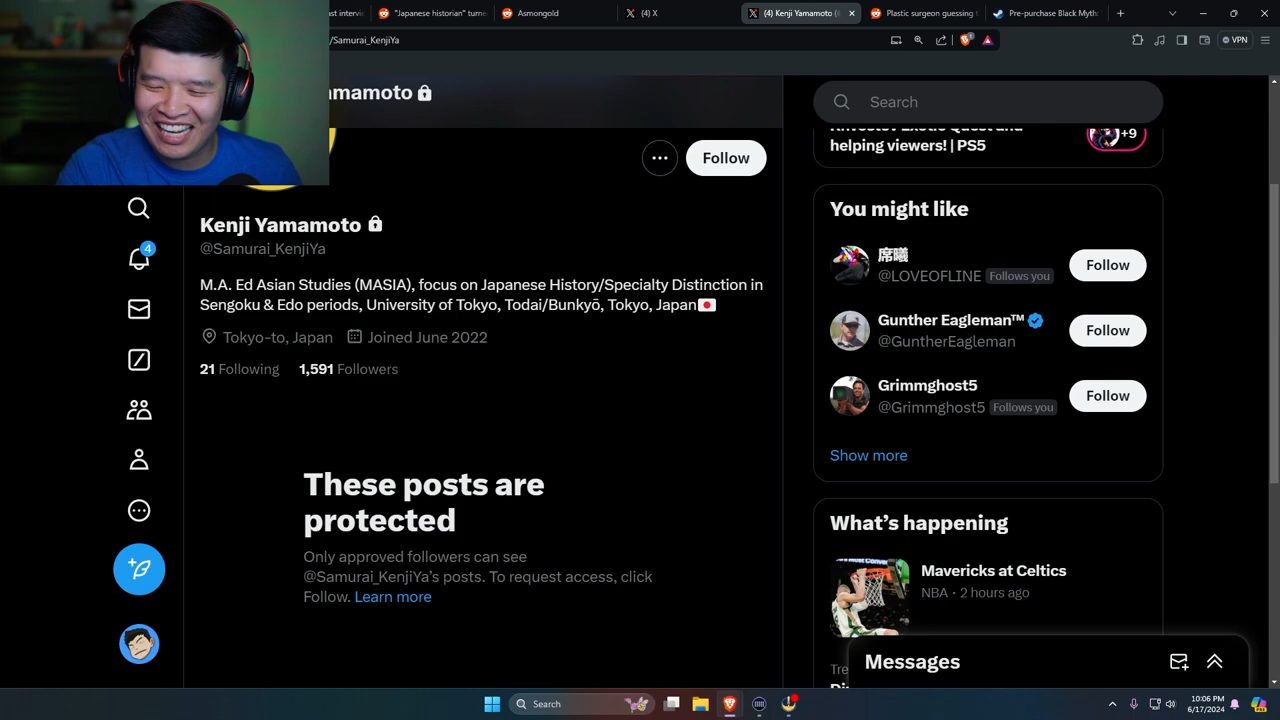 ast intervie
"Japanese historian" turne
Asmongold
(4) X
(4) Kenji Yamamoto (
Plastic surgeon guessing
Pre-purchase Black Myth:
/Samurai_KenjiYa
VPN
amamoto
Search
Exotic Quest and
helping viewers! | PS5
+9
Follow
Kenji Yamamoto
@Samurai_KenjiYa
M.A. Ed Asian Studies (MASIA), focus on Japanese History/Specialty Distinction in
Sengoku & Edo periods, University of Tokyo, Todai/Bunkyō, Tokyo, Japan🇯🇵
Tokyo-to, Japan Joined June 2022
21 Following 1,591 Followers
4
These posts are
protected
Only approved followers can see
@Samurai_KenjiYa's posts. To request access, click
Follow. Learn more
You might like
席曦
@LOVEOFLINE Follows you
Follow
Gunther Eagleman™
@GuntherEagleman
Follow
Grimmghost5
@Grimmghost5 Follows you
Follow
Show more
What's happening
Mavericks at Celtics
NBA · 2 hours ago
Messages
Search
10:06 PM
6/17/2024